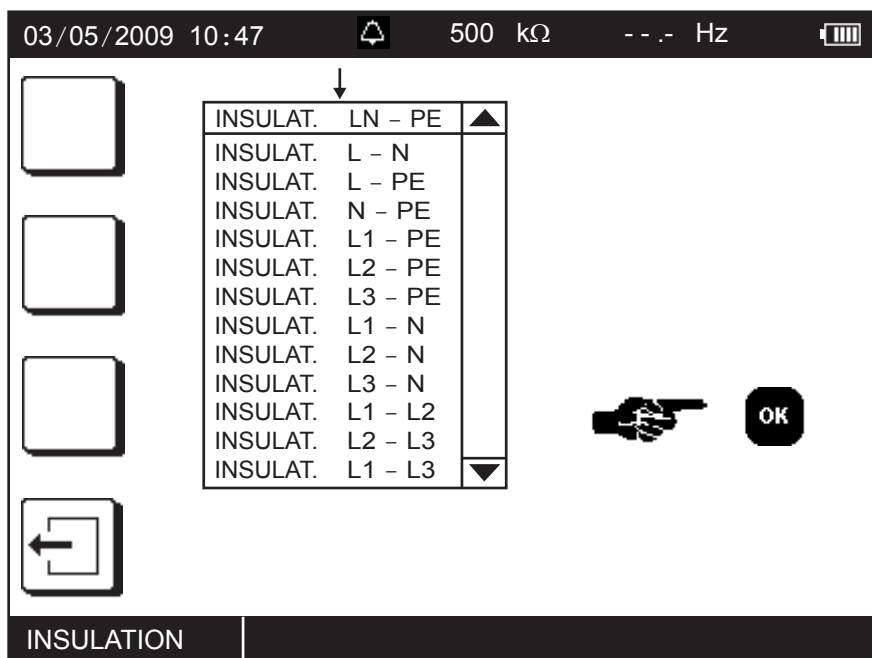 03/05/2009 10:47 500 kΩ - - .- Hz
INSULAT. LN – PE
INSULAT. L – N
INSULAT. L – PE
INSULAT. N – PE
INSULAT. L1 – PE
INSULAT. L2 – PE
INSULAT. L3 – PE
INSULAT. L1 – N
INSULAT. L2 – N
INSULAT. L3 – N
INSULAT. L1 – L2
INSULAT. L2 – L3
INSULAT. L1 – L3
OK
INSULATION